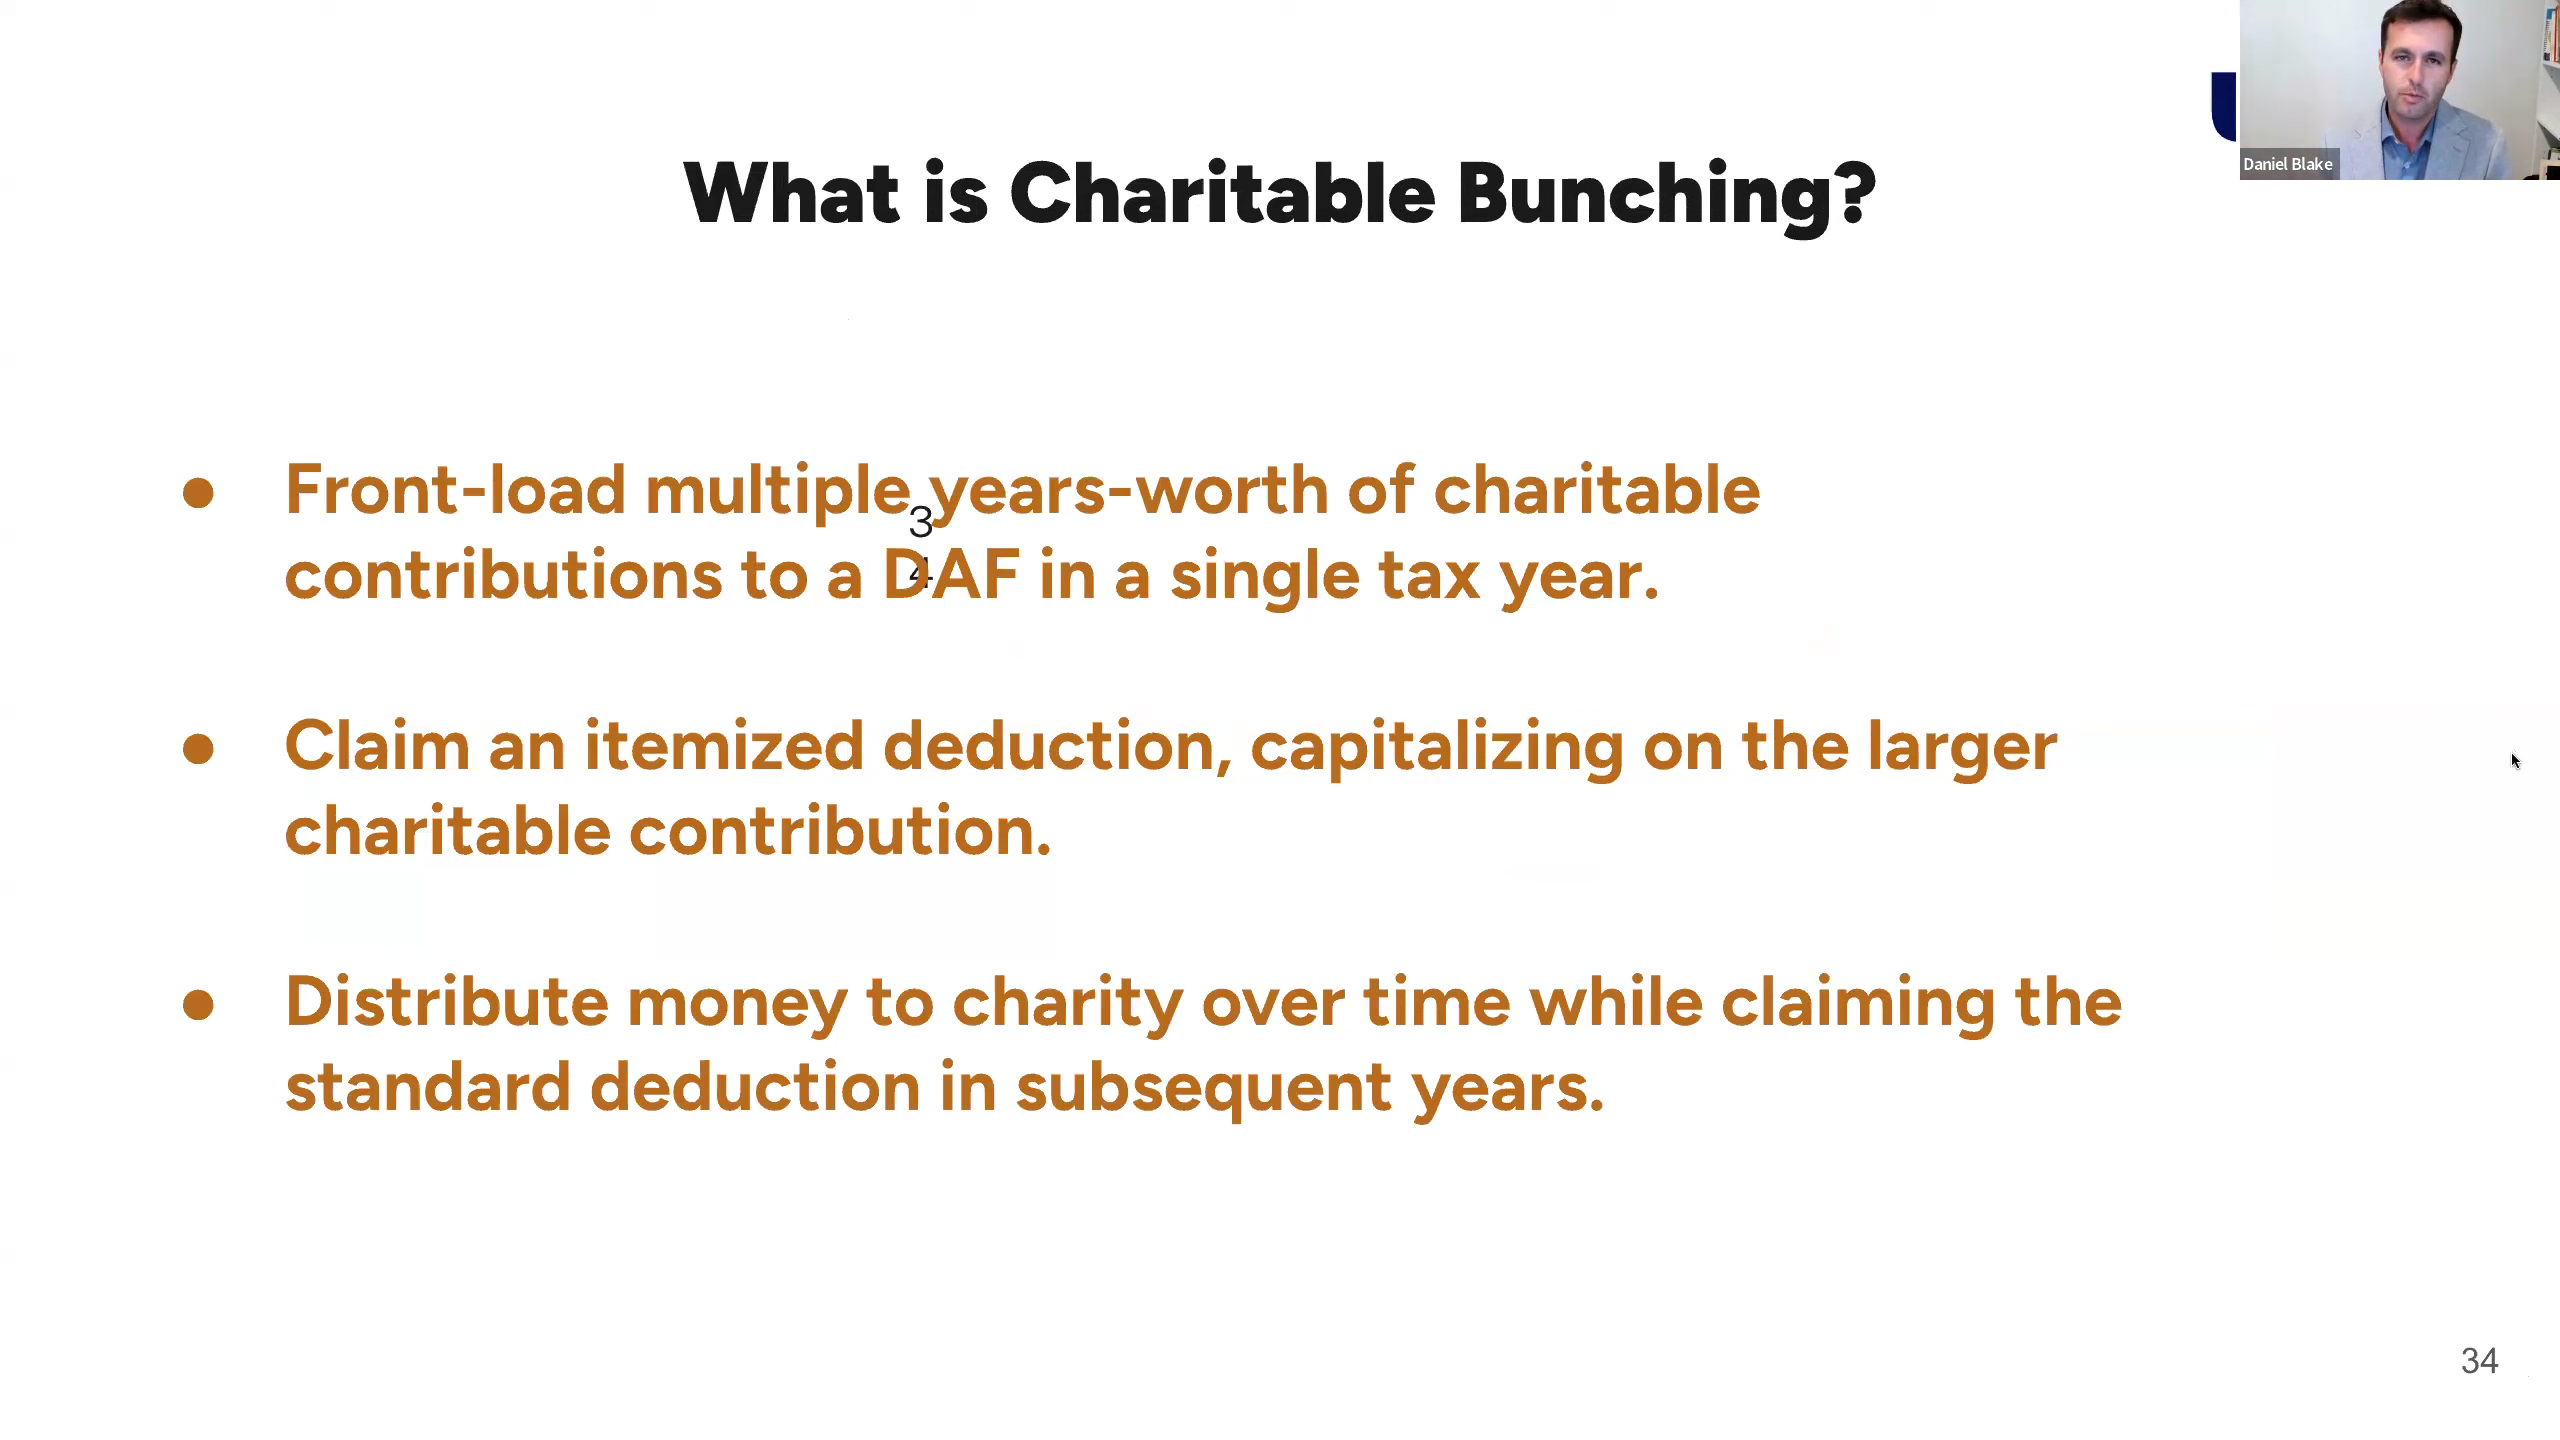 What is Charitable Bunching?
Daniel Blake
● Front-load multiple years-worth of charitable
contributions to a DAF in a single tax year.
3
4
● Claim an itemized deduction, capitalizing on the larger
charitable contribution.
● Distribute money to charity over time while claiming the
standard deduction in subsequent years.
34